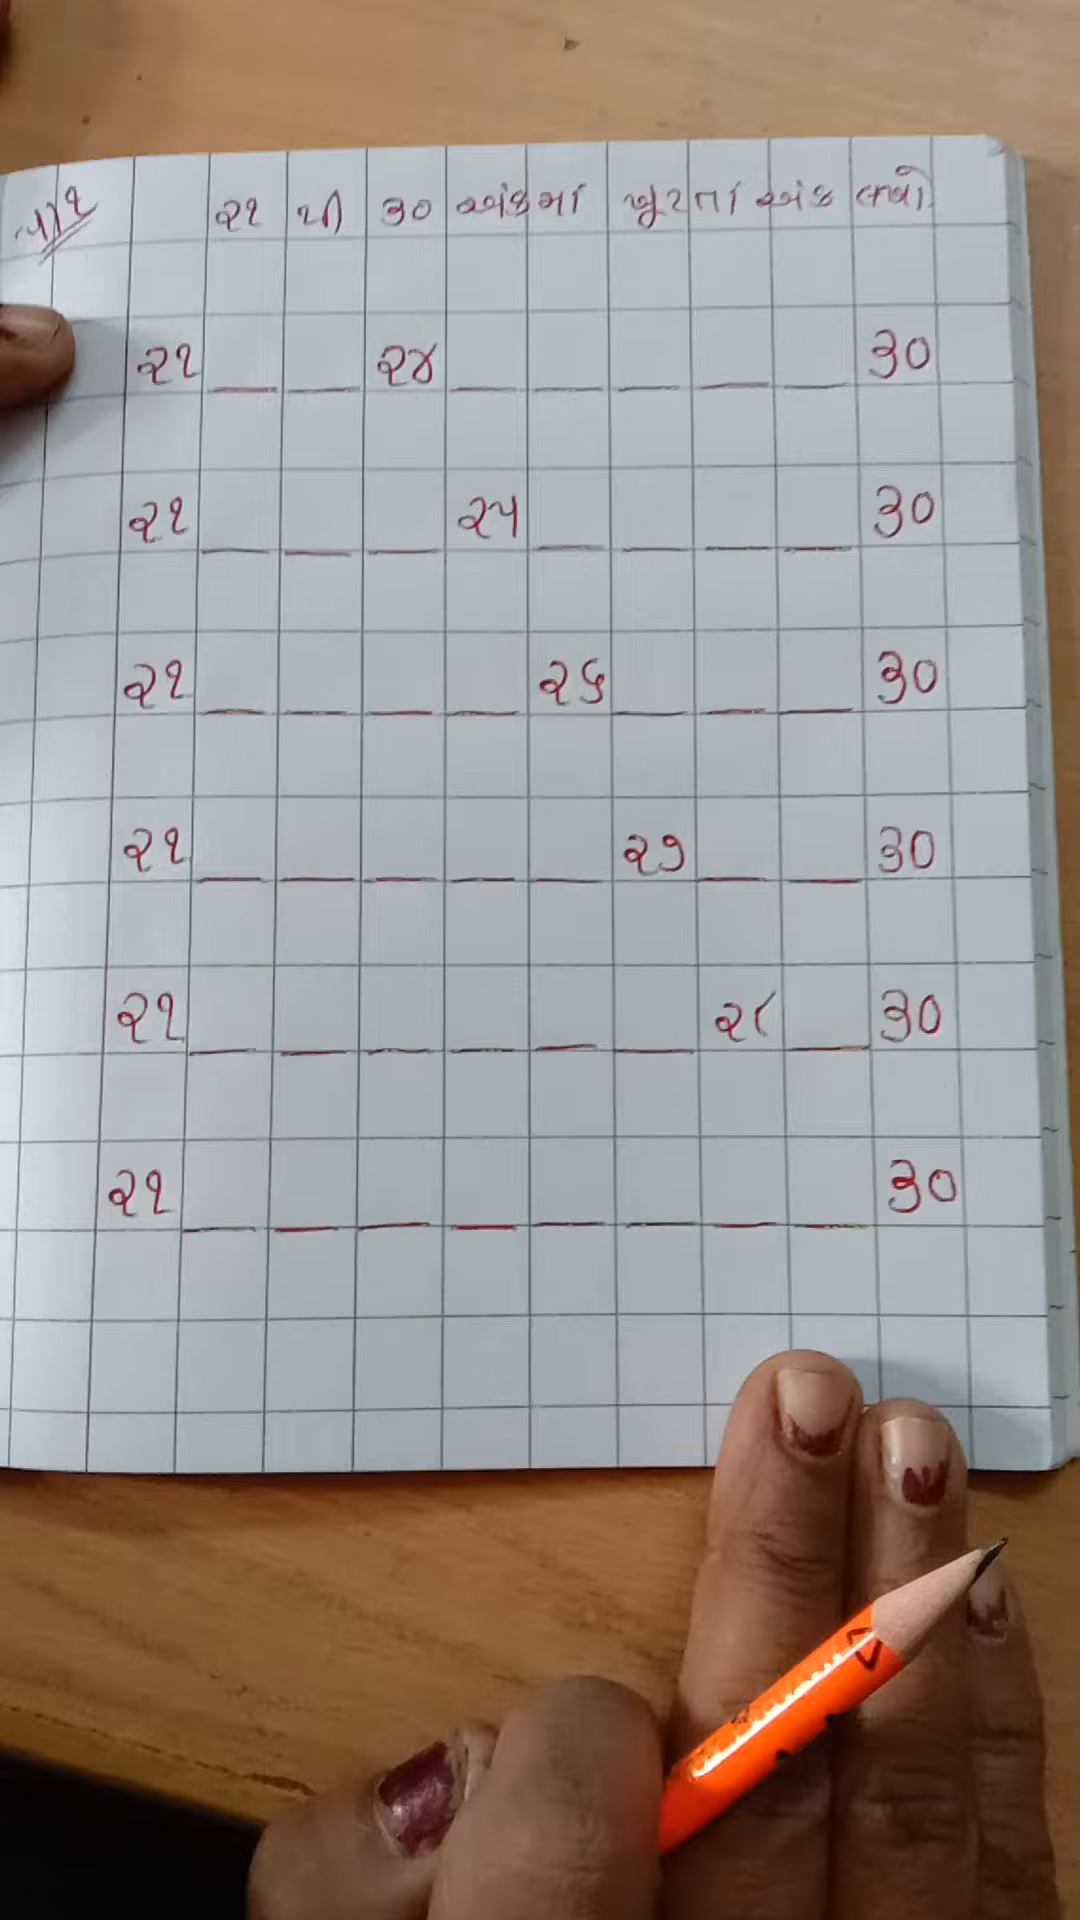 ૨૧ થી ૩૦ અંકમાં ખૂટતાં અંક લખો.
૨૧ _ _ ૨૪ _ _ _ _ _ ૩૦
૨૧ _ _ _ ૨૫ _ _ _ _ ૩૦
૨૧ _ _ _ _ ૨૬ _ _ _ ૩૦
૨૧ _ _ _ _ _ ૨૭ _ _ ૩૦
૨૧ _ _ _ _ _ _ ૨૮ _ ૩૦
૨૧ _ _ _ _ _ _ _ _ ૩૦